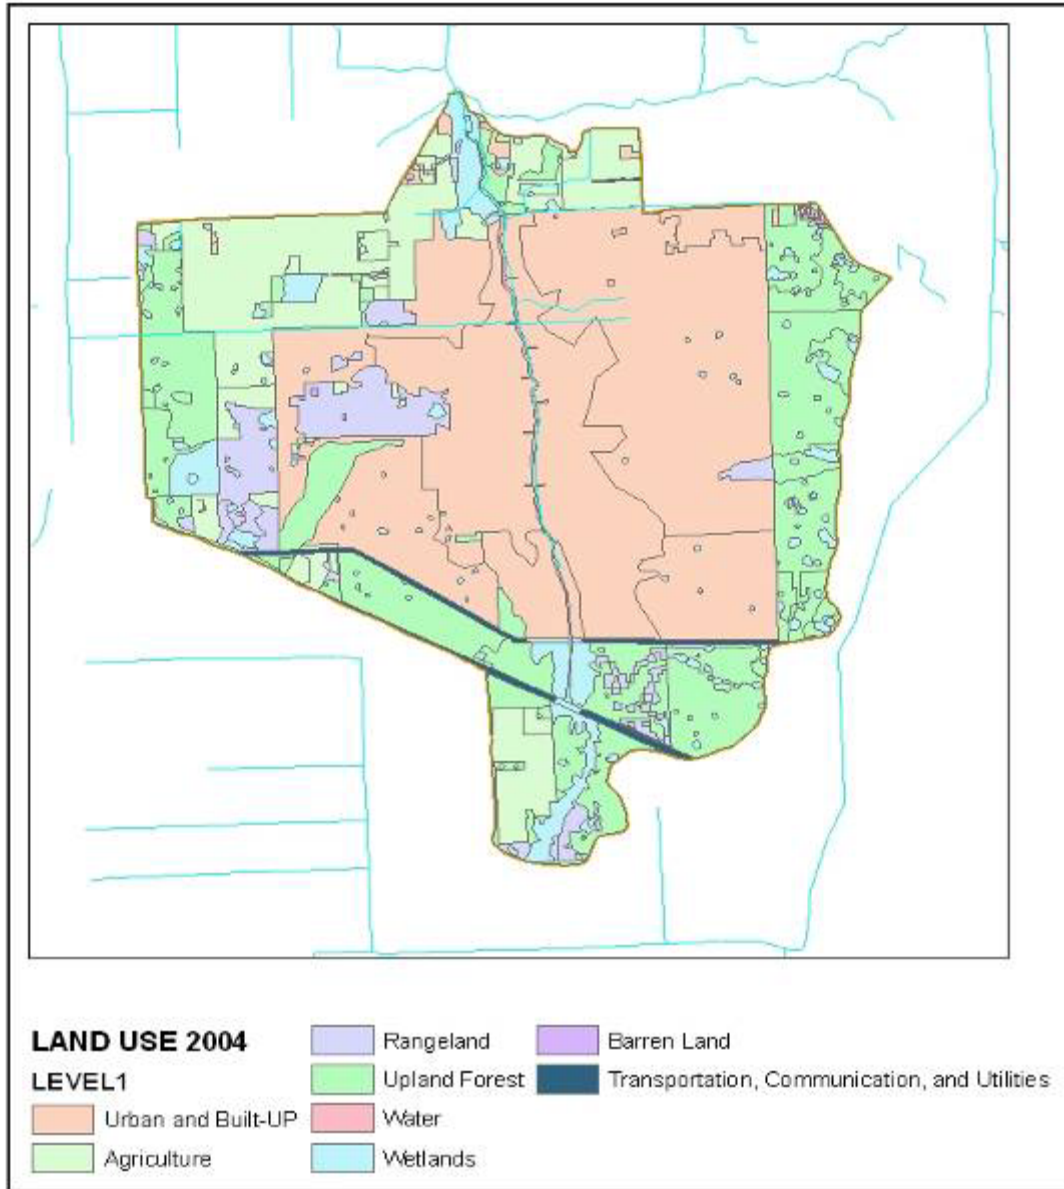 LAND USE 2004
LEVEL1
Urban and Built-UP
Agriculture
Rangeland
Upland Forest
Water
Wetlands
Barren Land
Transportation, Communication, and Utilities